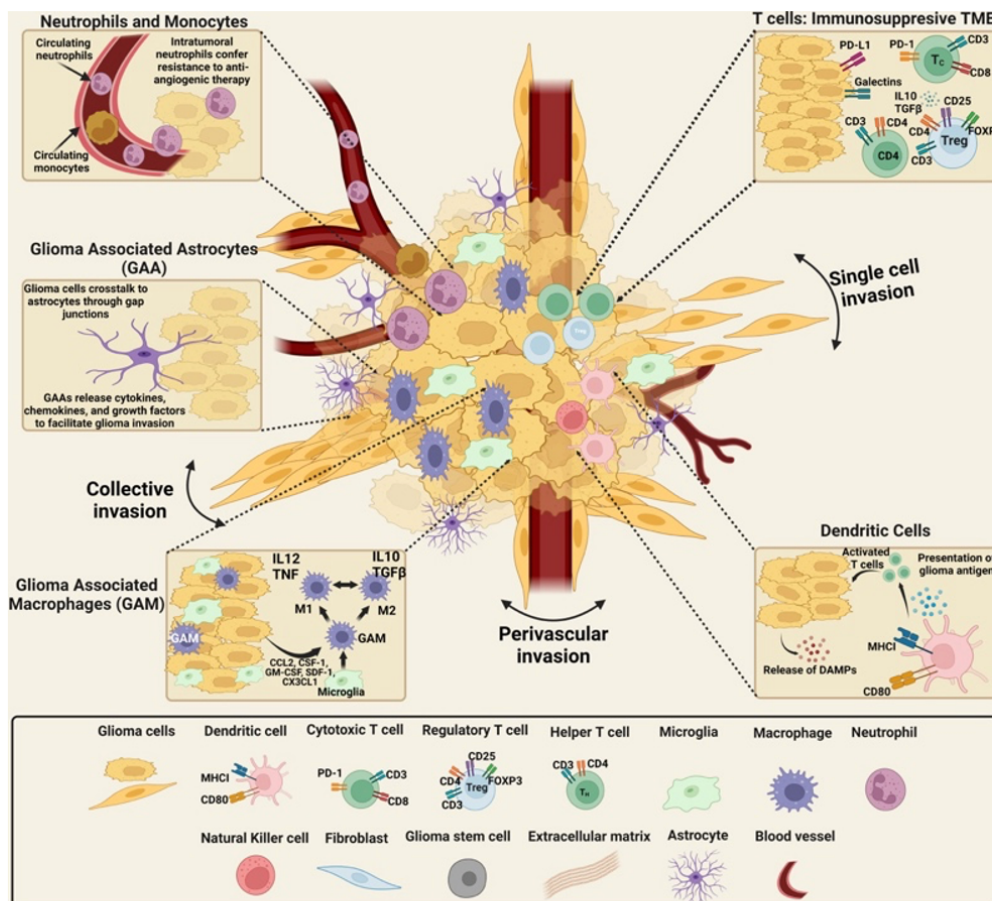 Neutrophils and Monocytes
Circulating
neutrophils
Intratumoral
neutrophils confer
resistance to anti-
angiogenic therapy
Circulating
monocytes
T cells: Immunosuppresive TME
PD-L1
PD-1
CD3
Tc
CD8
Galectins
IL10
TGFβ
CD25
CD3
CD4
CD4
FOXP
CD4
Treg
CD3
Glioma Associated Astrocytes
(GAA)
Glioma cells crosstalk to
astrocytes through gap
junctions
GAAs release cytokines,
chemokines, and growth factors
to facilitate glioma invasion
Single cell
invasion
Treg
Collective
invasion
Perivascular
invasion
Glioma Associated
Macrophages (GAM)
IL12
TNF
IL10
TGFβ
M1
M2
GAM
GAM
CCL2, CSF-1,
GM-CSF, SDF-1,
CX3CL1
Microglia
Dendritic Cells
Activated
T cells
Presentation of
glioma antigen
MHCI
Release of DAMPs
CD80
Glioma cells
Dendritic cell
Cytotoxic T cell
Regulatory T cell
Helper T cell
Microglia
Macrophage
Neutrophil
MHCI
CD80
PD-1
CD3
CD8
CD25
CD4
FOXP3
Treg
CD3
CD3
CD4
TH
Natural Killer cell
Fibroblast
Glioma stem cell
Extracellular matrix
Astrocyte
Blood vessel